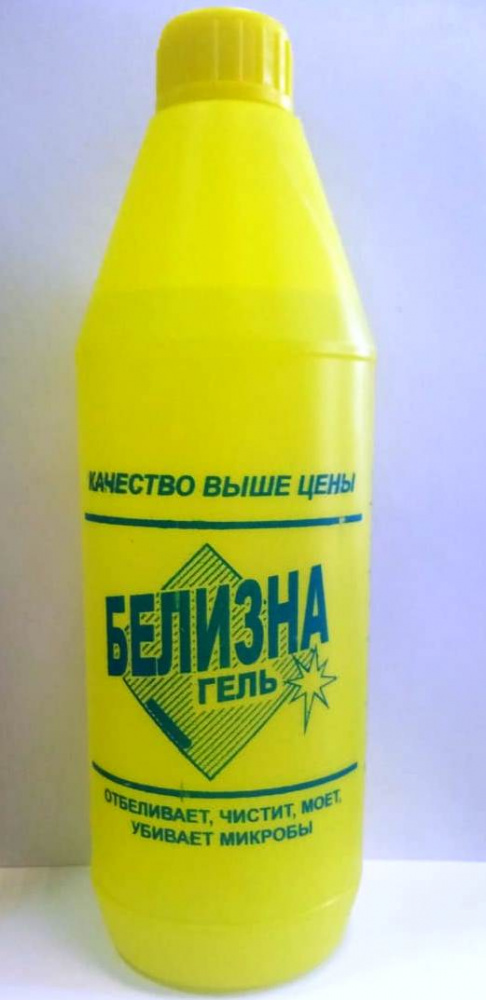 КАЧЕСТВО ВЫШЕ ЦЕНЫ
БЕЛИЗНА
ГЕЛЬ
ОТБЕЛИВАЕТ, ЧИСТИТ, МОЕТ,
УБИВАЕТ МИКРОБЫ